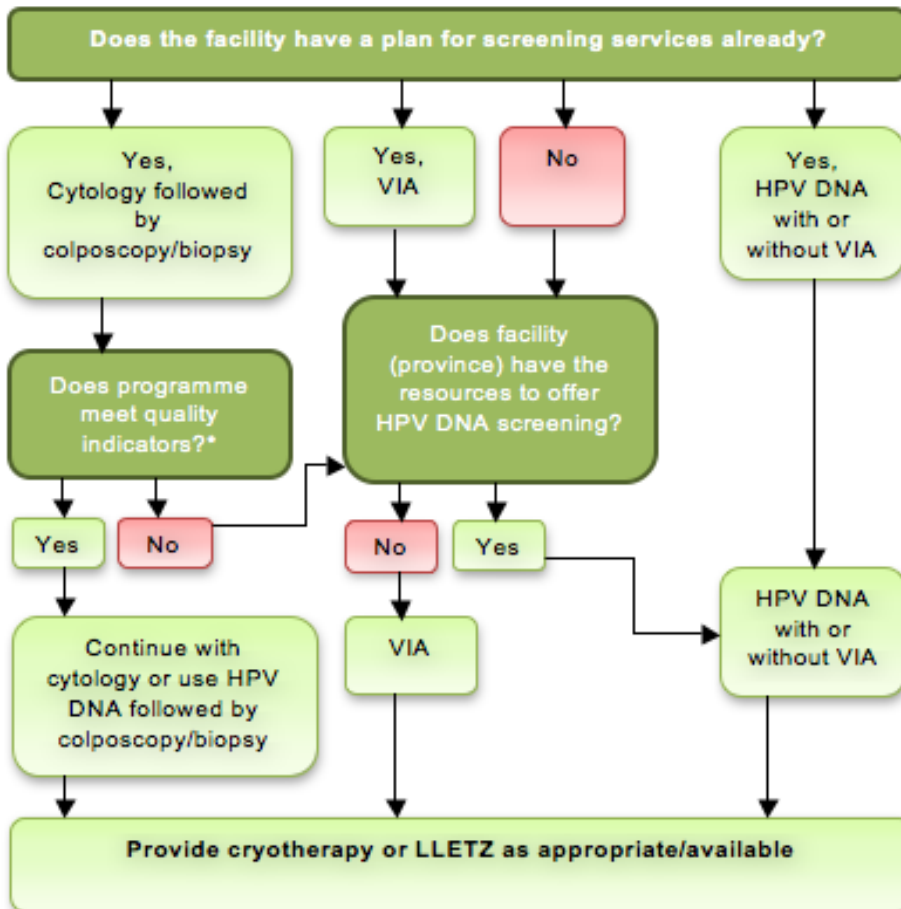 Does the facility have a plan for screening services already?
Yes,
Cytology followed
by
colposcopy/biopsy
Yes,
VIA
No
Yes,
HPV DNA
with or
without VIA
Does programme
meet quality
indicators?*
Does facility
(province) have the
resources to offer
HPV DNA screening?
Yes
No
No
Yes
Continue with
cytology or use HPV
DNA followed by
colposcopy/biopsy
VIA
HPV DNA
with or
without VIA
Provide cryotherapy or LLETZ as appropriate/available